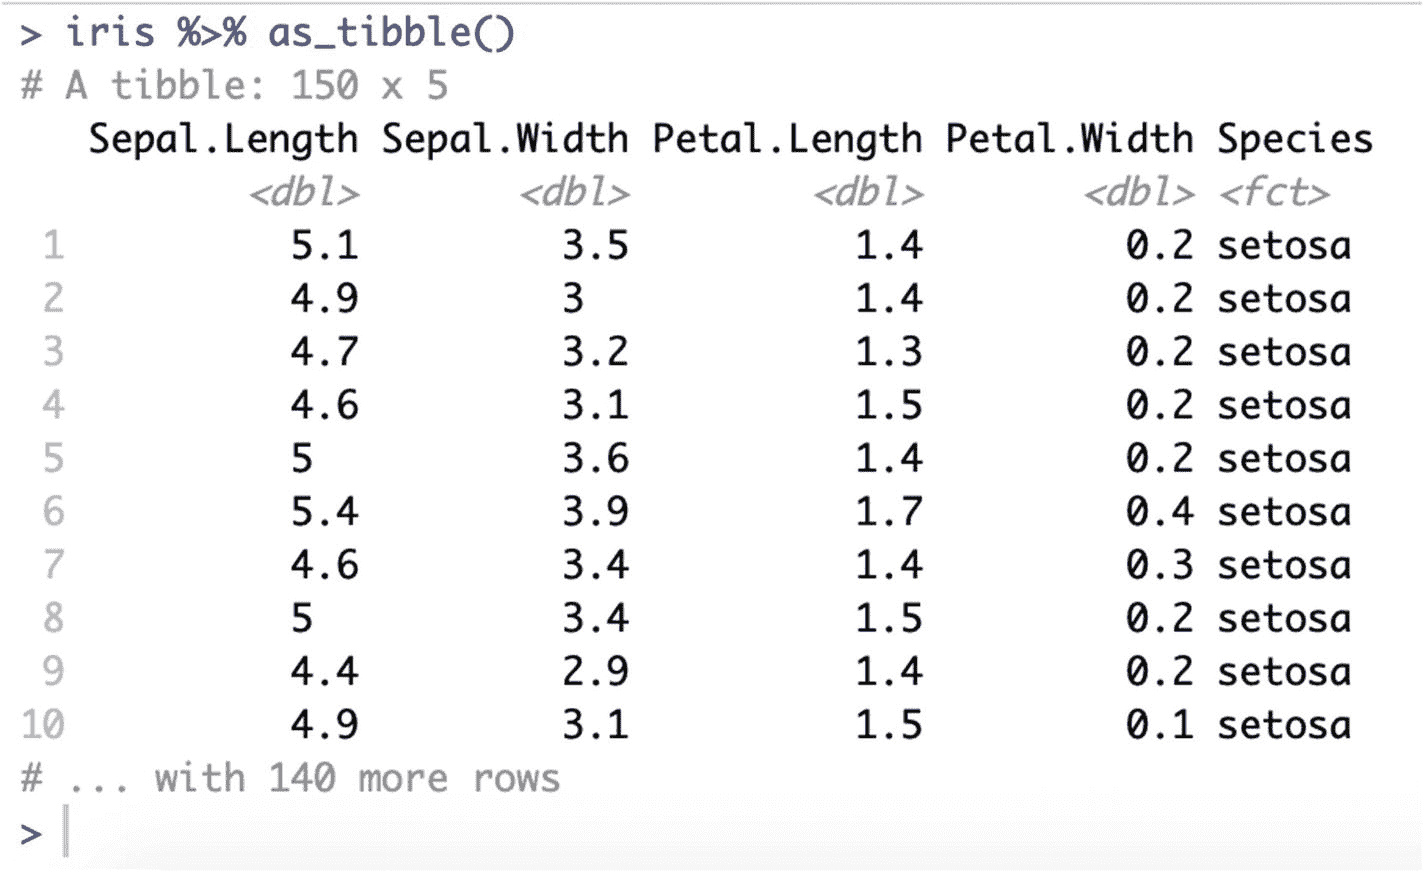 > iris %>% as_tibble()
# A tibble: 150 x 5
   Sepal.Length Sepal.Width Petal.Length Petal.Width Species
          <dbl>       <dbl>        <dbl>       <dbl> <fct>
 1          5.1         3.5          1.4         0.2 setosa
 2          4.9         3            1.4         0.2 setosa
 3          4.7         3.2          1.3         0.2 setosa
 4          4.6         3.1          1.5         0.2 setosa
 5          5           3.6          1.4         0.2 setosa
 6          5.4         3.9          1.7         0.4 setosa
 7          4.6         3.4          1.4         0.3 setosa
 8          5           3.4          1.5         0.2 setosa
 9          4.4         2.9          1.4         0.2 setosa
10          4.9         3.1          1.5         0.1 setosa
# ... with 140 more rows
>